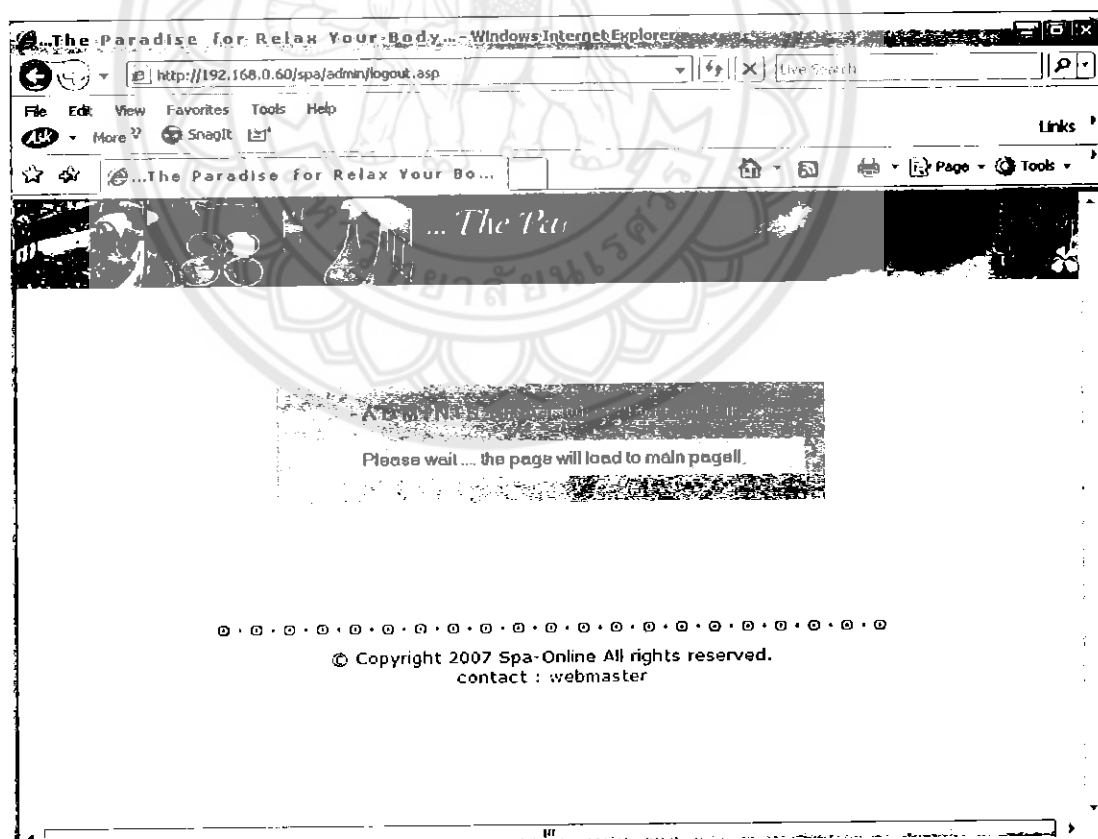 ...The Paradise for Relax Your Body... - Windows Internet Explorer
http://192.168.0.60/spa/admin/logout.asp
Live Search
File Edit View Favorites Tools Help
Links
More »
SnagIt
...The Paradise for Relax Your Bo...
Page
Tools
... The Par
Please wait .... the page will load to main page!!.
© Copyright 2007 Spa-Online All rights reserved.
contact : webmaster